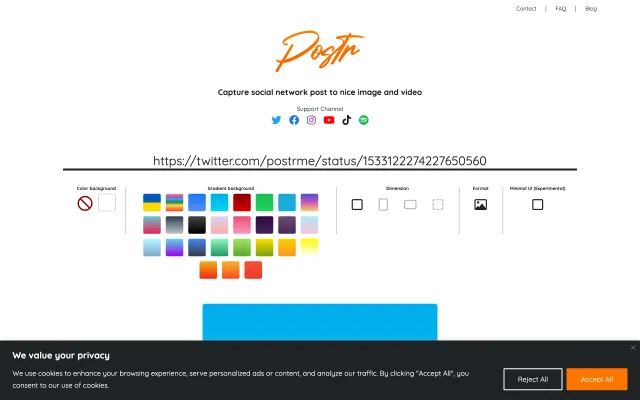 Contact | FAQ | Blog
Postr
Capture social network post to nice image and video
Support Channel
https://twitter.com/postrme/status/1533122274227650560
Color background
Gradient background
Dimension
Format
Minimal UI (Experimental)
We value your privacy
We use cookies to enhance your browsing experience, serve personalized ads or content, and analyze our traffic. By clicking "Accept All", you
consent to our use of cookies.
Reject All
Accept All